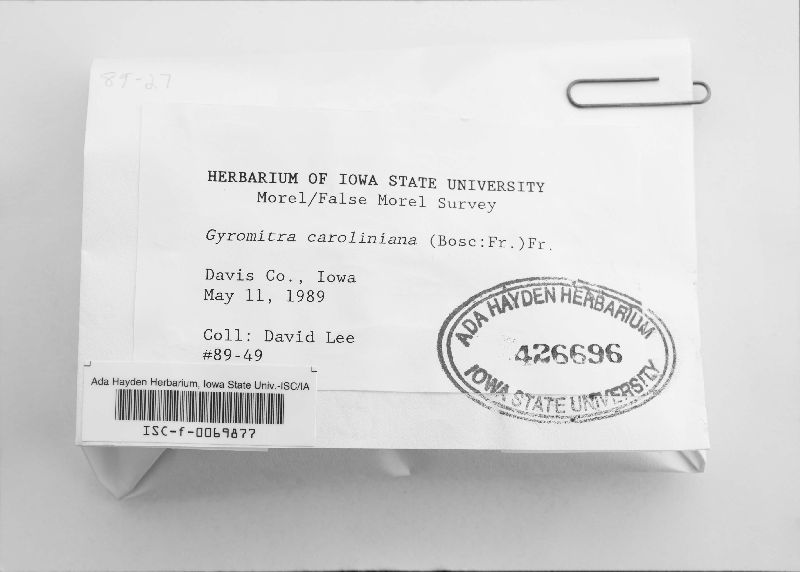 89-27
HERBARIUM OF IOWA STATE UNIVERSITY
Morel/False Morel Survey
Gyromitra caroliniana (Bosc:Fr.)Fr.
Davis Co., Iowa
May 11, 1989
Coll: David Lee
#89-49
ADA HAYDEN HERBARIUM
426696
IOWA STATE UNIVERSITY
Ada Hayden Herbarium, Iowa State Univ.-ISC/IA
ISC-f-0069877